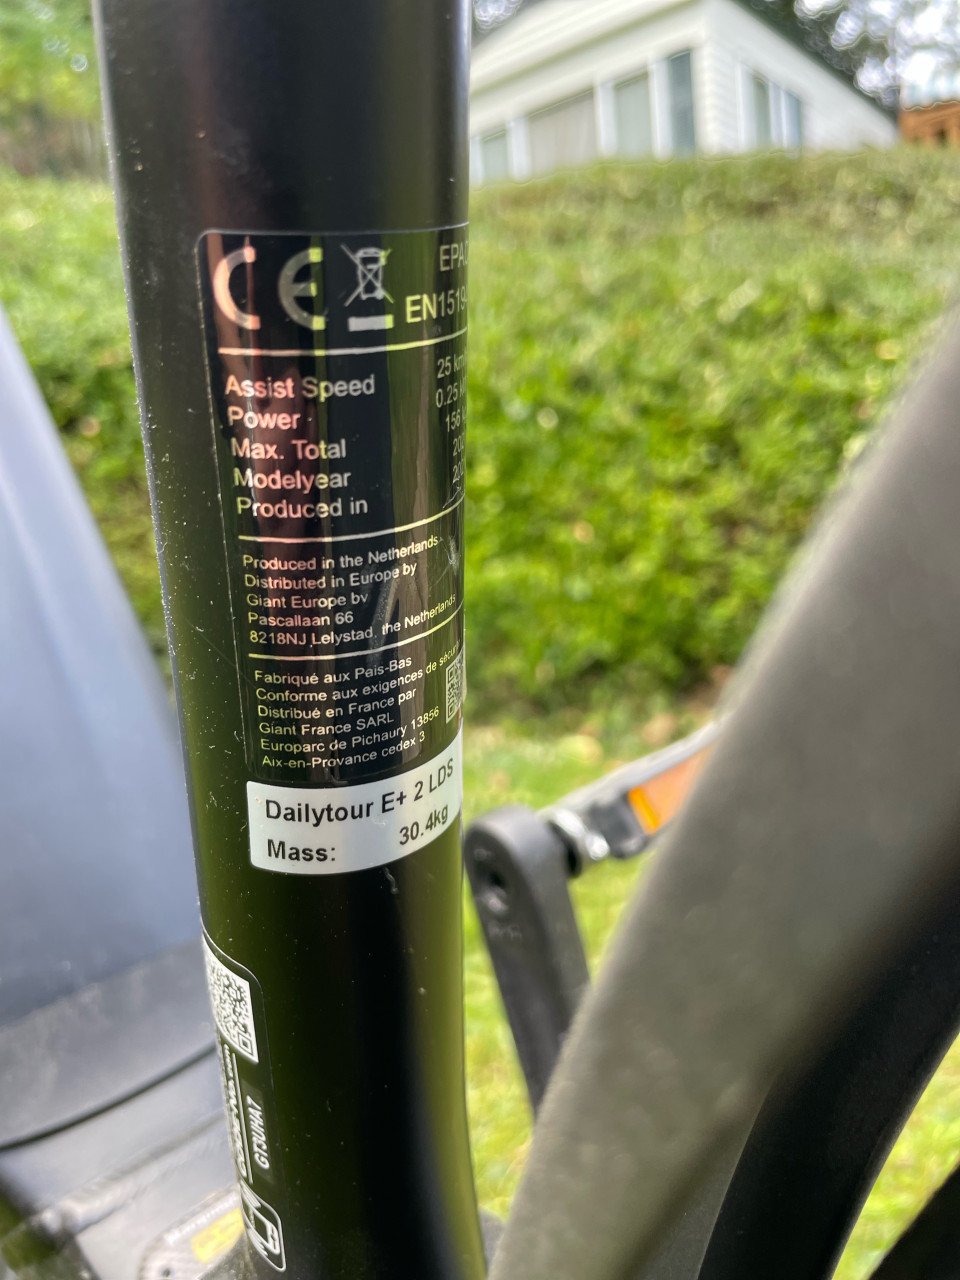 CE
EN1519
Assist Speed 25
Power 0.25
Max. Total 156
Modelyear
Produced in
Produced in the Netherlands
Distributed in Europe by
Giant Europe bv
Pascallaan 66
8218NJ Lelystad, the Netherlands
Fabriqué aux Pais-Bas
Conforme aux exigences de sécurité
Distribué en France par
Giant France SARL
Europarc de Pichaury 13856
Aix-en-Provance cedex 3
Dailytour E+ 2 LDS
Mass: 30.4kg